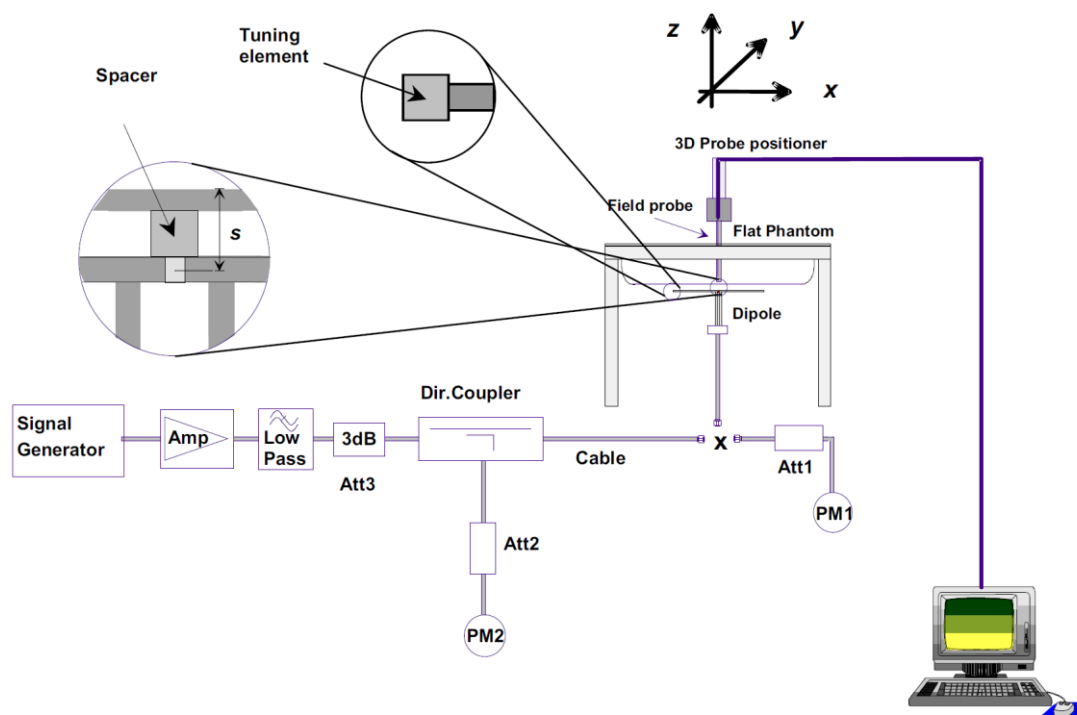 Tuning
element
z
y
x
Spacer
s
3D Probe positioner
Field probe
Flat Phantom
Dipole
Dir.Coupler
Signal
Generator
Amp
Low
Pass
3dB
Att3
Cable
x
Att1
PM1
Att2
PM2